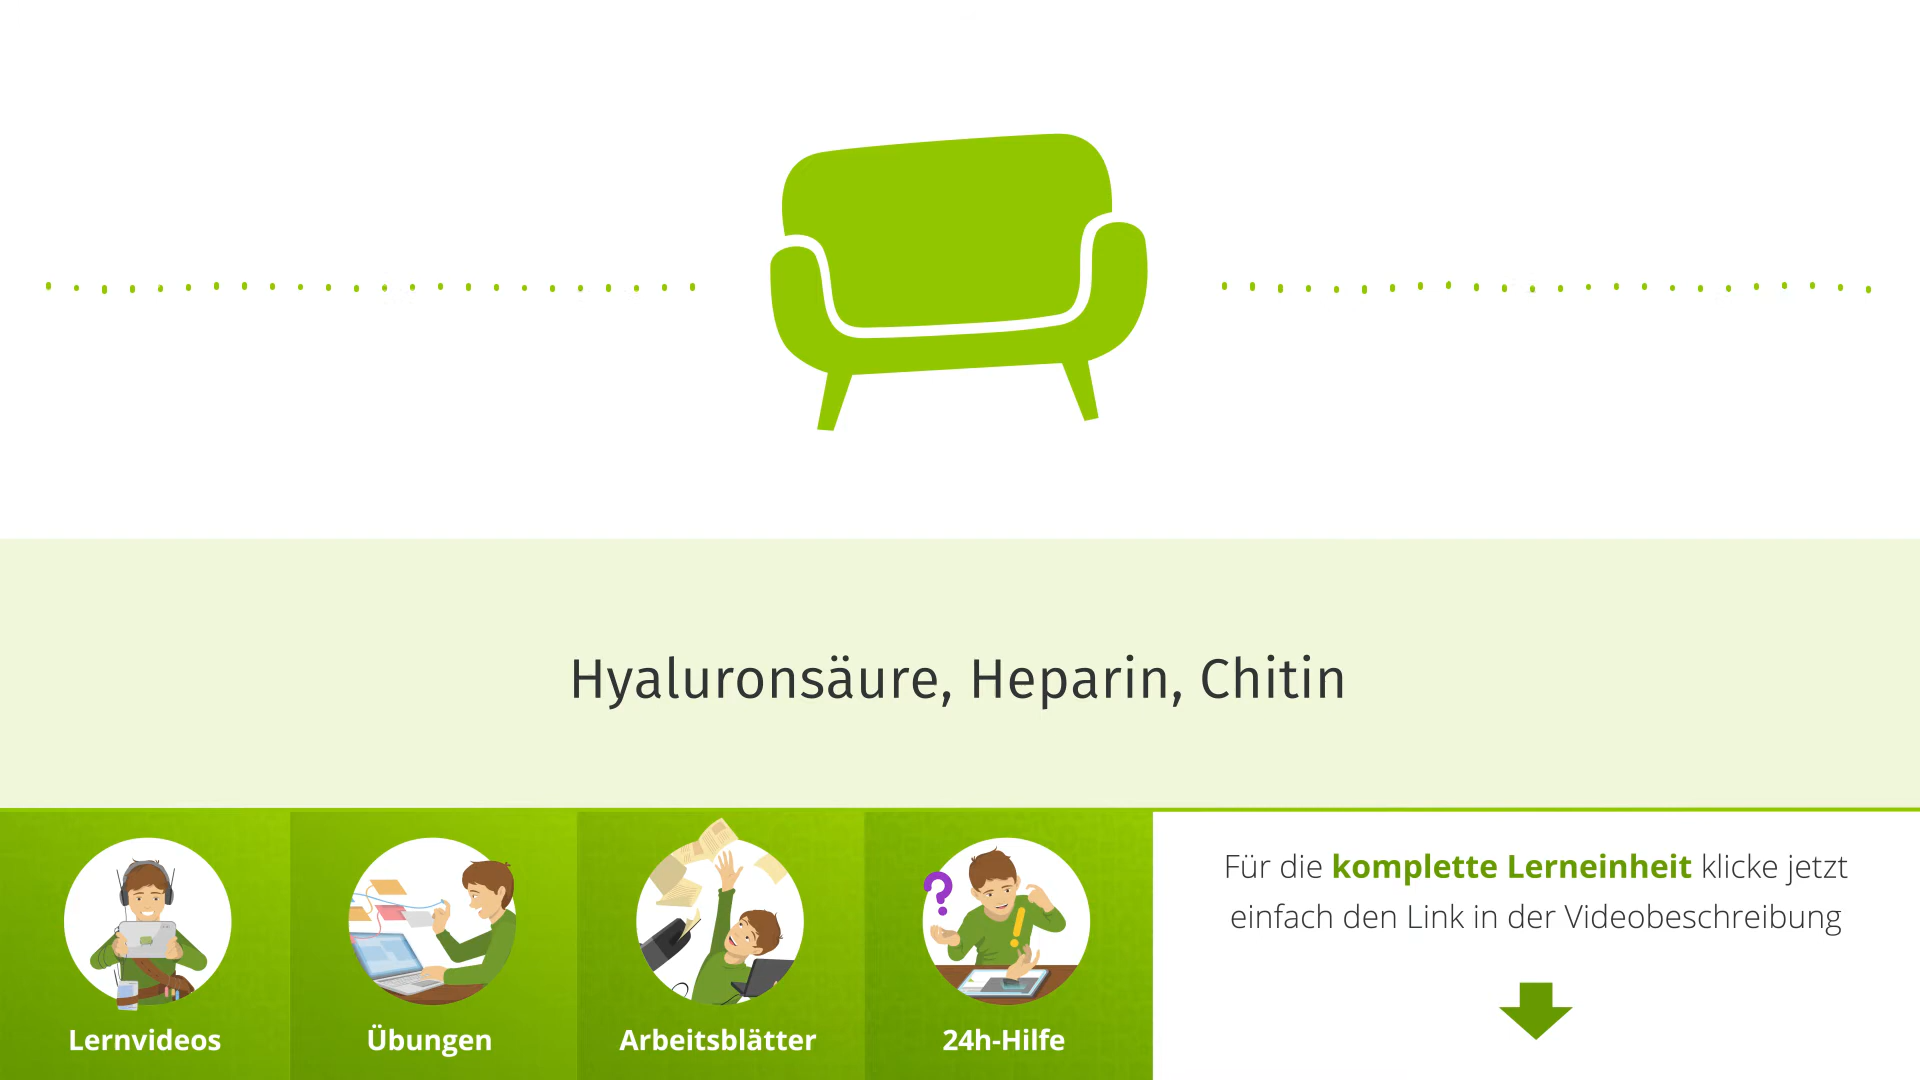 Hyaluronsäure, Heparin, Chitin
Für die komplette Lerneinheit klicke jetzt
einfach den Link in der Videobeschreibung
Lernvideos
Übungen
Arbeitsblätter
24h-Hilfe